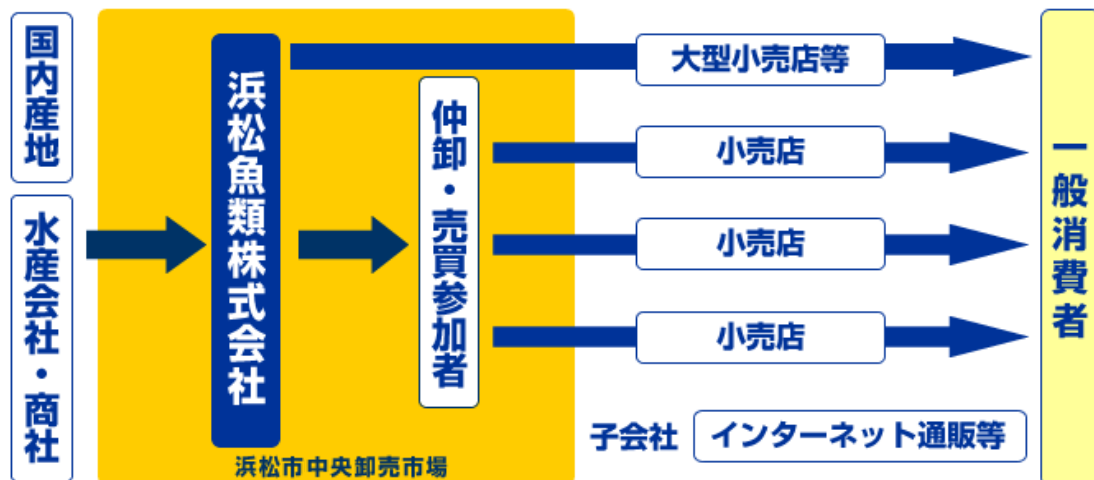 国内産地
水産会社・商社
浜松魚類株式会社
仲卸・売買参加者
浜松市中央卸売市場
大型小売店等
小売店
小売店
小売店
子会社
インターネット通販等
一般消費者